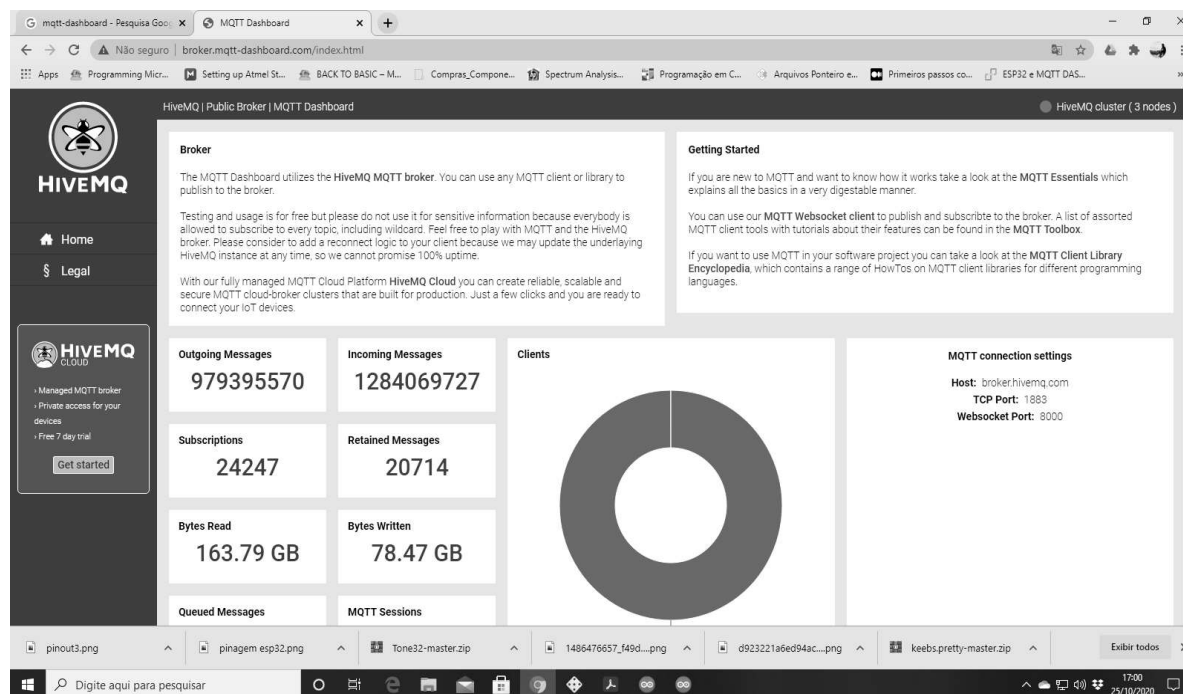 mqtt-dashboard - Pesquisa Goo
MQTT Dashboard
Não seguro | broker.mqtt-dashboard.com/index.html
Apps
Programming Micr...
Setting up Atmel St...
BACK TO BASIC – M...
Compras_Compone...
Spectrum Analysis...
Programação em C...
Arquivos Ponteiro e...
Primeiros passos co...
ESP32 e MQTT DAS...
HiveMQ | Public Broker | MQTT Dashboard
HiveMQ cluster ( 3 nodes )
HIVEMQ
Home
§ Legal
HIVEMQ
CLOUD
› Managed MQTT broker
› Private access for your
devices
› Free 7 day trial
Get started
Broker
The MQTT Dashboard utilizes the HiveMQ MQTT broker. You can use any MQTT client or library to
publish to the broker.
Testing and usage is for free but please do not use it for sensitive information because everybody is
allowed to subscribe to every topic, including wildcard. Feel free to play with MQTT and the HiveMQ
broker. Please consider to add a reconnect logic to your client because we may update the underlaying
HiveMQ instance at any time, so we cannot promise 100% uptime.
With our fully managed MQTT Cloud Platform HiveMQ Cloud you can create reliable, scalable and
secure MQTT cloud-broker clusters that are built for production. Just a few clicks and you are ready to
connect your IoT devices.
Getting Started
If you are new to MQTT and want to know how it works take a look at the MQTT Essentials which
explains all the basics in a very digestable manner.
You can use our MQTT Websocket client to publish and subscribte to the broker. A list of assorted
MQTT client tools with tutorials about their features can be found in the MQTT Toolbox.
If you want to use MQTT in your software project you can take a look at the MQTT Client Library
Encyclopedia, which contains a range of HowTos on MQTT client libraries for different programming
languages.
Outgoing Messages
979395570
Incoming Messages
1284069727
Subscriptions
24247
Retained Messages
20714
Bytes Read
163.79 GB
Bytes Written
78.47 GB
Queued Messages
MQTT Sessions
Clients
MQTT connection settings
Host: broker.hivemq.com
TCP Port: 1883
Websocket Port: 8000
pinout3.png
pinagem esp32.png
Tone32-master.zip
1486476657_f49d....png
d923221a6ed94ac....png
keebs.pretty-master.zip
Exibir todos
Digite aqui para pesquisar
17:00
25/10/2020